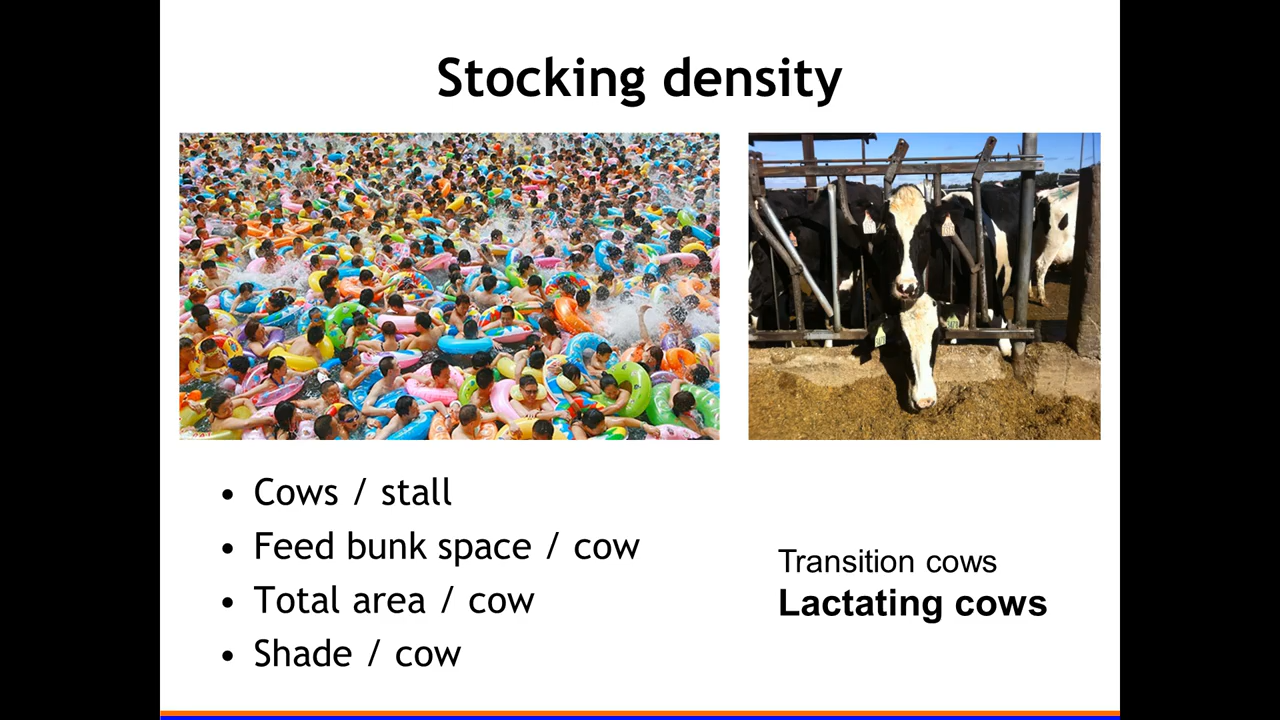 Stocking density
• Cows / stall
• Feed bunk space / cow
• Total area / cow
• Shade / cow
Transition cows
Lactating cows